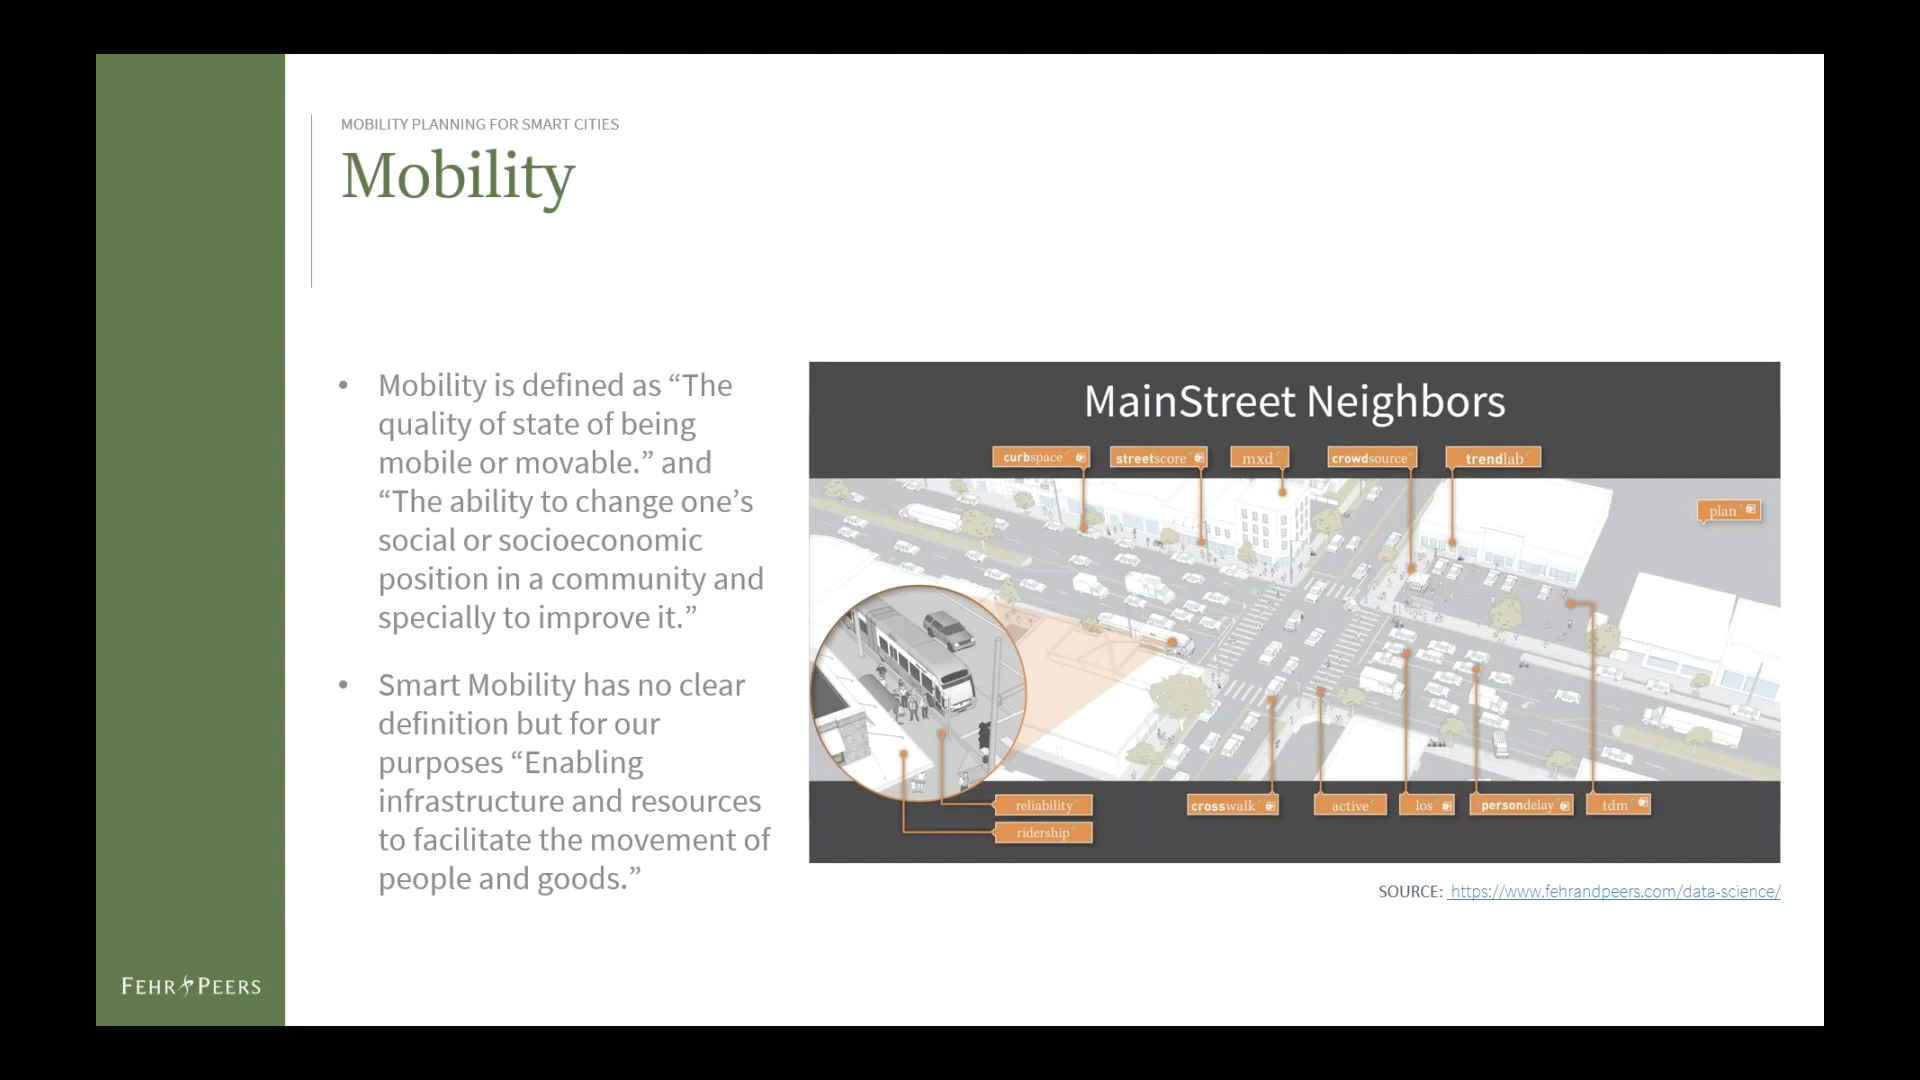 MOBILITY PLANNING FOR SMART CITIES
Mobility
• Mobility is defined as “The
quality of state of being
mobile or movable.” and
“The ability to change one’s
social or socioeconomic
position in a community and
specially to improve it.”
• Smart Mobility has no clear
definition but for our
purposes “Enabling
infrastructure and resources
to facilitate the movement of
people and goods.”
MainStreet Neighbors
curbspace
streetscore
mxd
crowdsource
trendlab
plan
reliability
ridership
crosswalk
active
los
persondelay
tdm
SOURCE: https://www.fehrandpeers.com/data-science/
FEHR PEERS